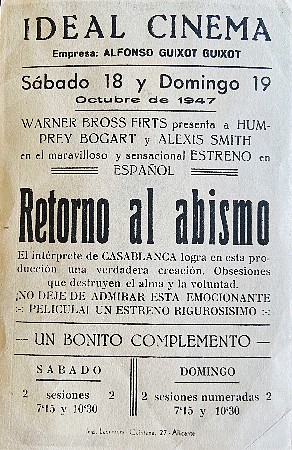 IDEAL CINEMA
Empresa: ALFONSO GUIXOT GUIXOT
Sábado 18 y Domingo 19
Octubre de 1947
WARNER BROSS FIRTS presenta a HUM-
PREY BOGART y ALEXIS SMITH
en el maravilloso y sensacional ESTRENO en
ESPAÑOL
Retorno al abismo
El intérprete de CASABLANCA logra en esta pro-
ducción una verdadera creación. Obsesiones
que destruyen el alma y la voluntad.
¡NO DEJE DE ADMIRAR ESTA EMOCIONANTE
:-: PELICULA! UN ESTRENO RIGUROSISIMO :-:
UN BONITO COMPLEMENTO
SABADO
2 sesiones 2
7'15 y 10'30
DOMINGO
2 sesiones numeradas 2
7'15 y 10'30
Imp. Quintana, 27 - Alicante